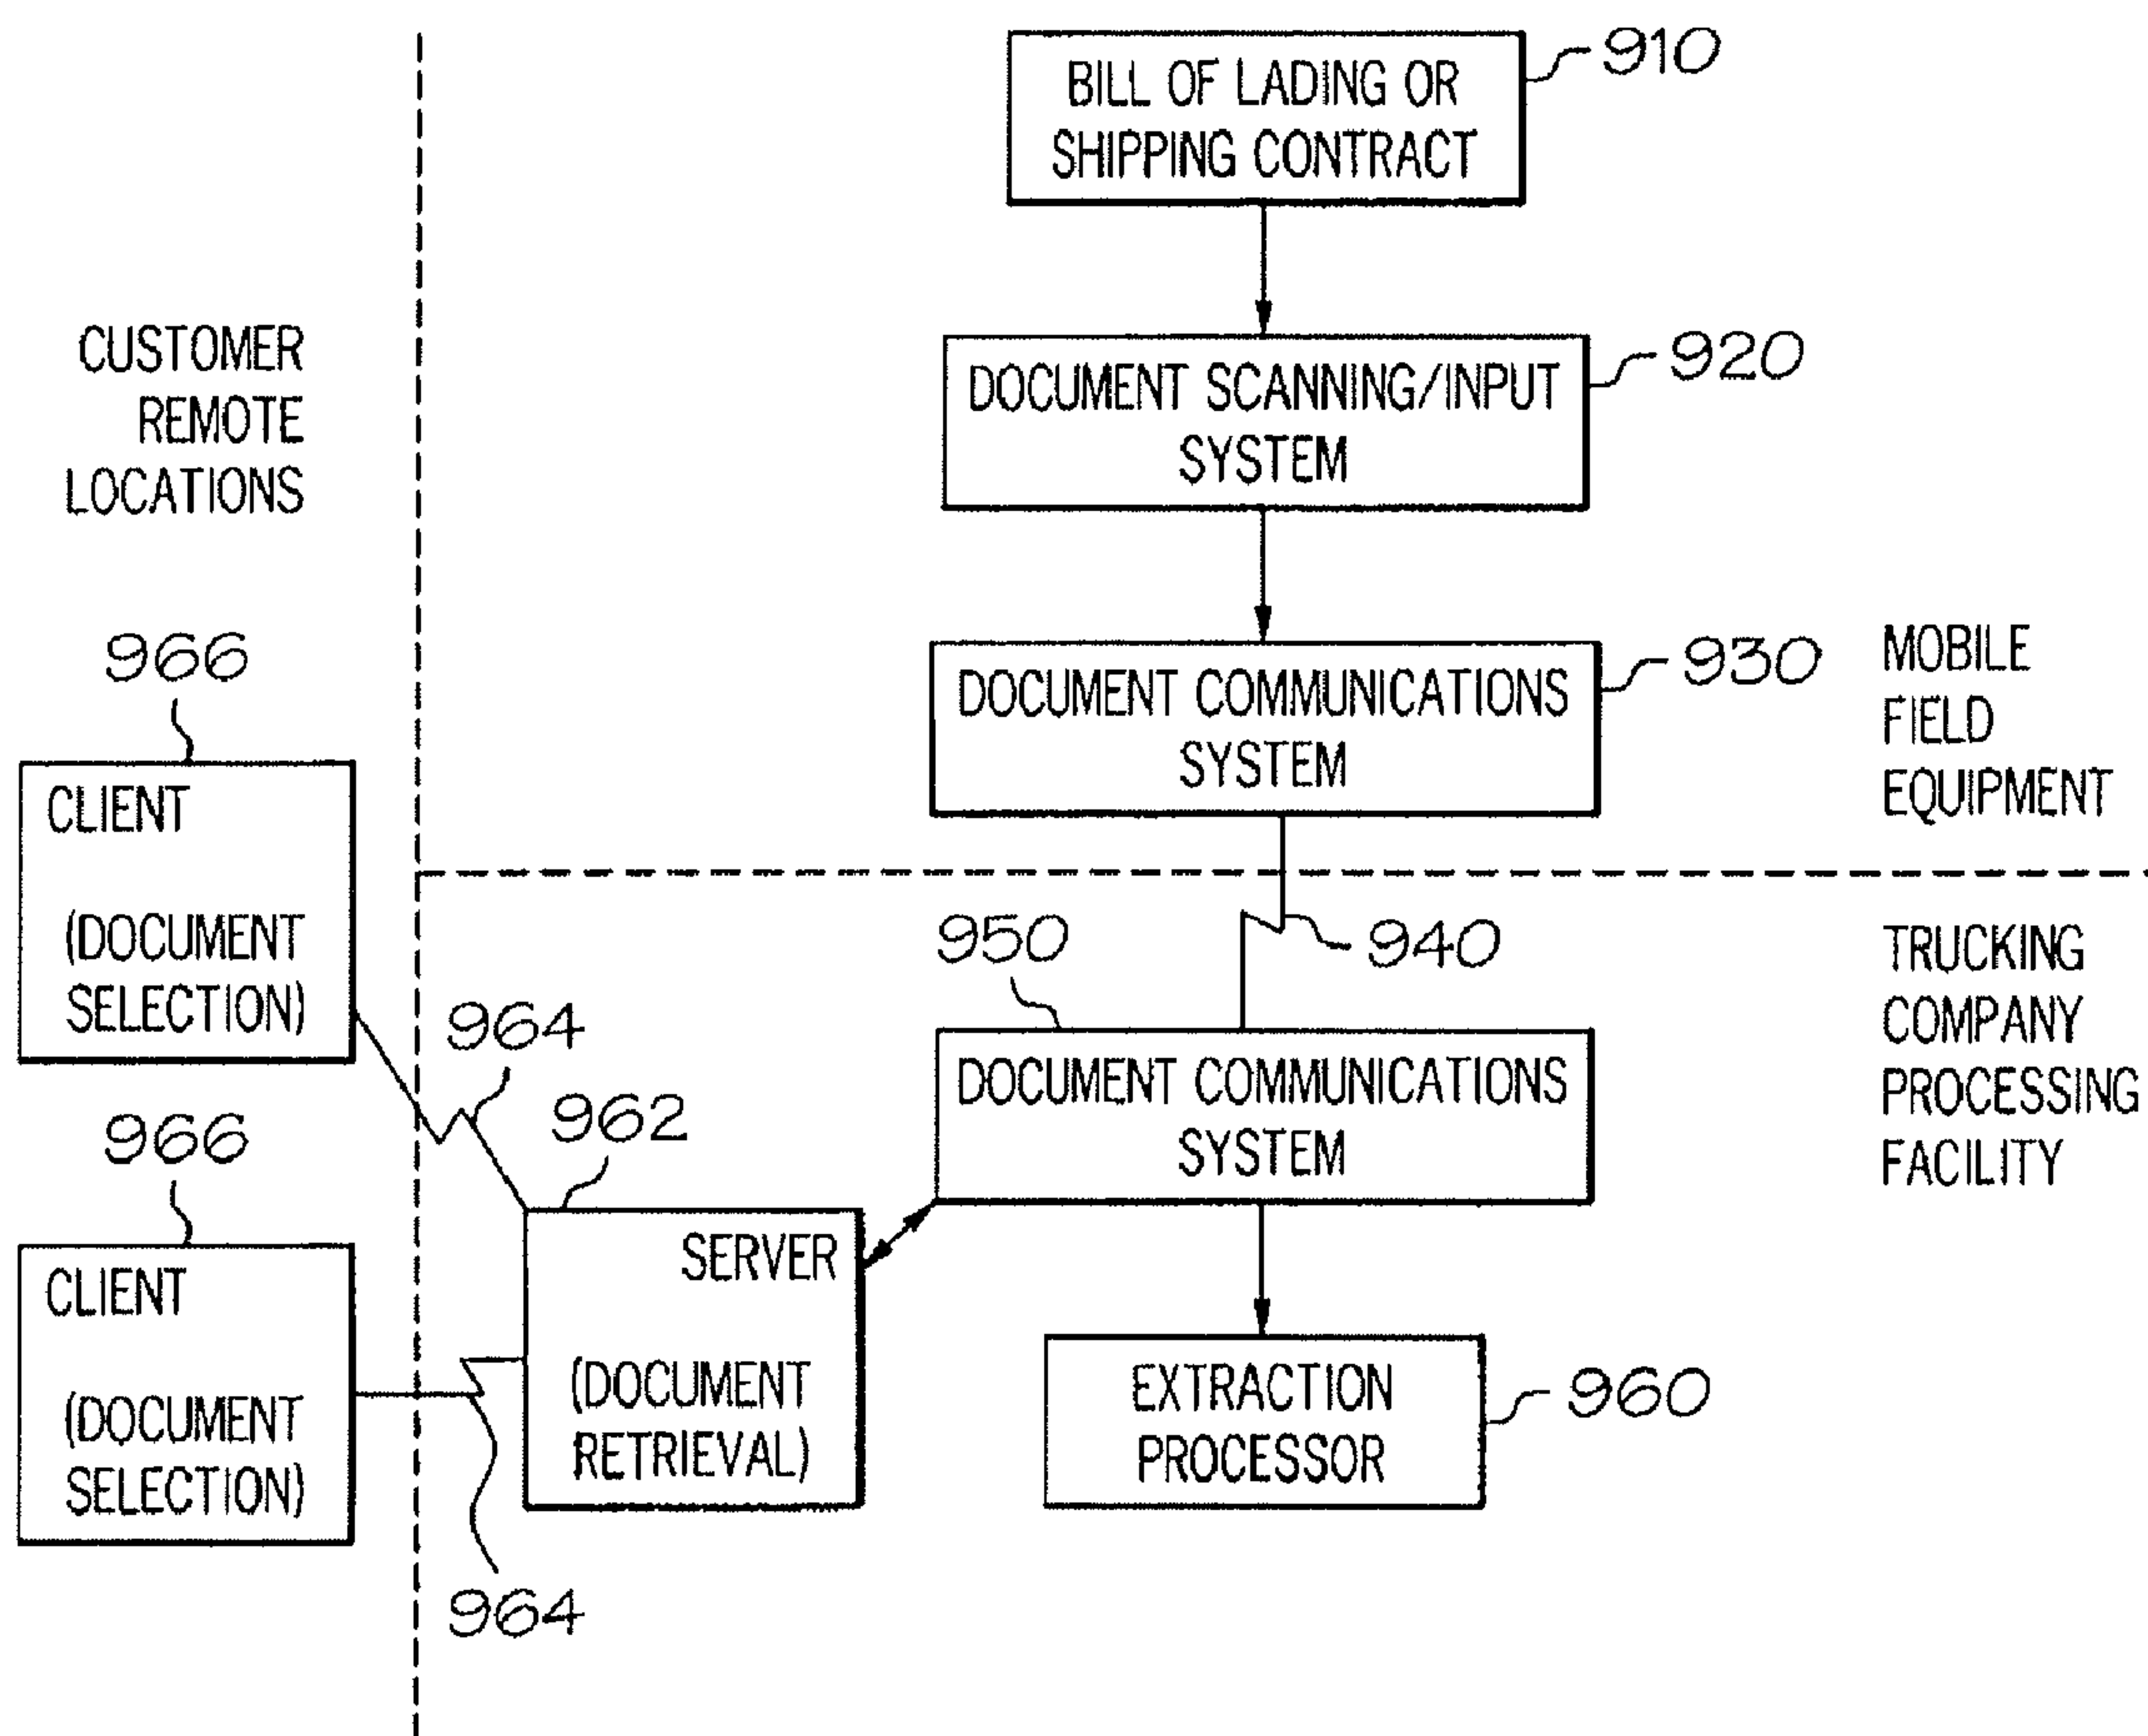 910
BILL OF LADING OR
SHIPPING CONTRACT
920
DOCUMENT SCANNING/INPUT
SYSTEM
930
DOCUMENT COMMUNICATIONS
SYSTEM
MOBILE
FIELD
EQUIPMENT
CUSTOMER
REMOTE
LOCATIONS
966
CLIENT
(DOCUMENT
SELECTION)
964
940
950
DOCUMENT COMMUNICATIONS
SYSTEM
TRUCKING
COMPANY
PROCESSING
FACILITY
966
CLIENT
(DOCUMENT
SELECTION)
962
SERVER
(DOCUMENT
RETRIEVAL)
964
EXTRACTION
PROCESSOR
960